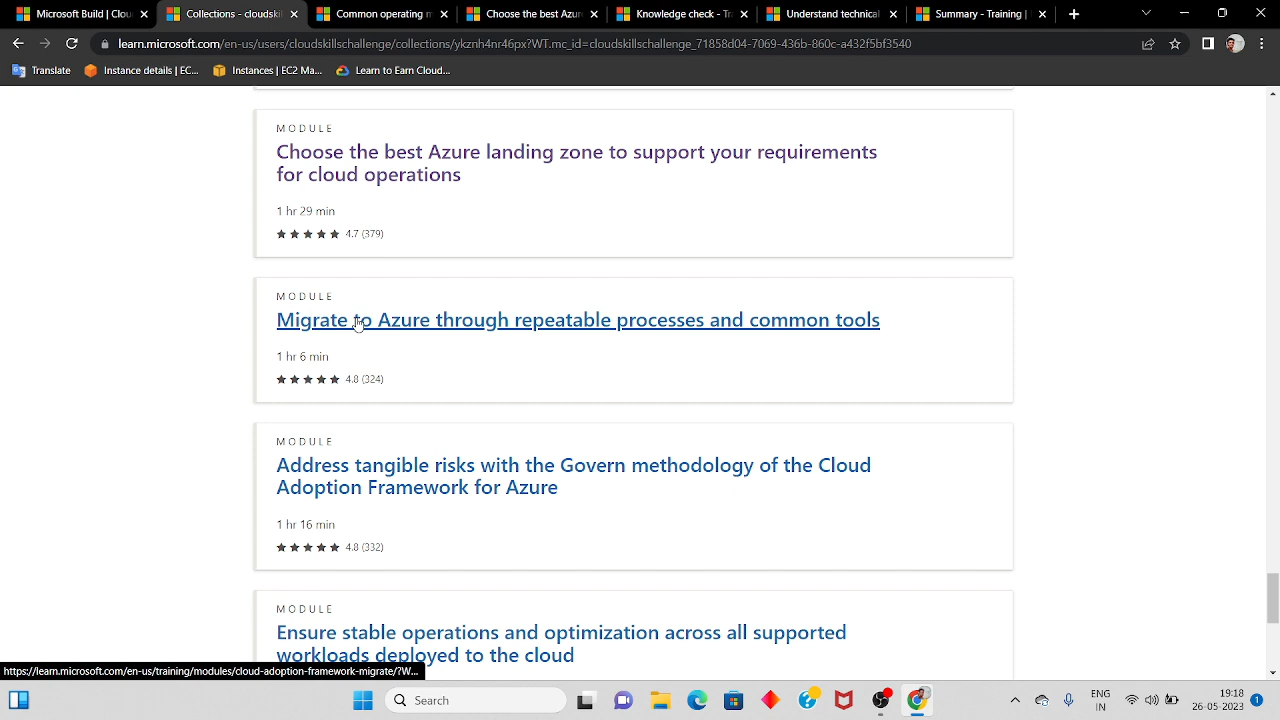 Microsoft Build | Clou
Collections - cloudskil
Common operating m
Choose the best Azur
Knowledge check - Tr
Understand technical
Summary - Training |
learn.microsoft.com/en-us/users/cloudskillschallenge/collections/ykznh4nr46px?WT.mc_id=cloudskillschallenge_71858d04-7069-436b-860c-a432f5bf3540
Translate
Instance details | EC...
Instances | EC2 Ma...
Learn to Earn Cloud...
MODULE
Choose the best Azure landing zone to support your requirements
for cloud operations
1 hr 29 min
4.7 (379)
MODULE
Migrate to Azure through repeatable processes and common tools
1 hr 6 min
4.8 (324)
MODULE
Address tangible risks with the Govern methodology of the Cloud
Adoption Framework for Azure
1 hr 16 min
4.8 (332)
MODULE
Ensure stable operations and optimization across all supported
workloads deployed to the cloud
https://learn.microsoft.com/en-us/training/modules/cloud-adoption-framework-migrate/?W...
Search
ENG
IN
19:18
26-05-2023
1